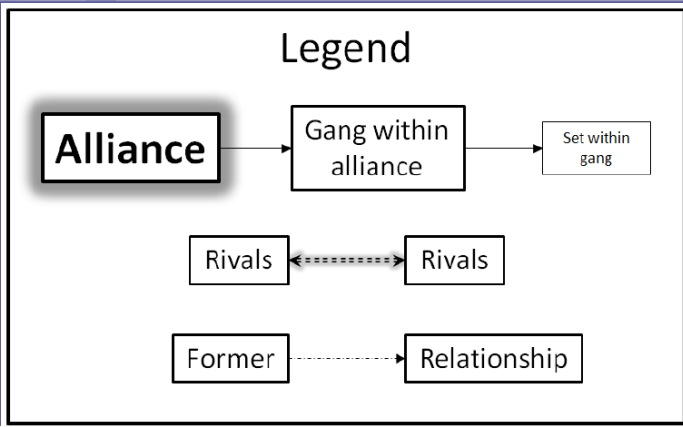 Legend
Alliance
Gang within
alliance
Set within
gang
Rivals
Rivals
Former
Relationship